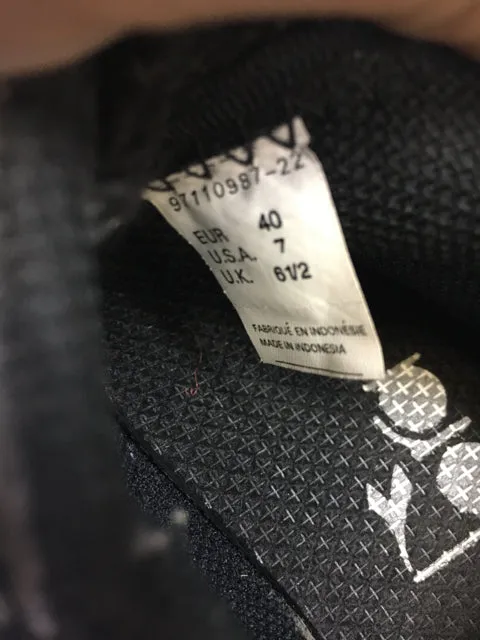 97110987-22
EUR 40
U.S.A. 7
U.K. 61/2
FABRIQUÉ EN INDONÉSIE
MADE IN INDONESIA